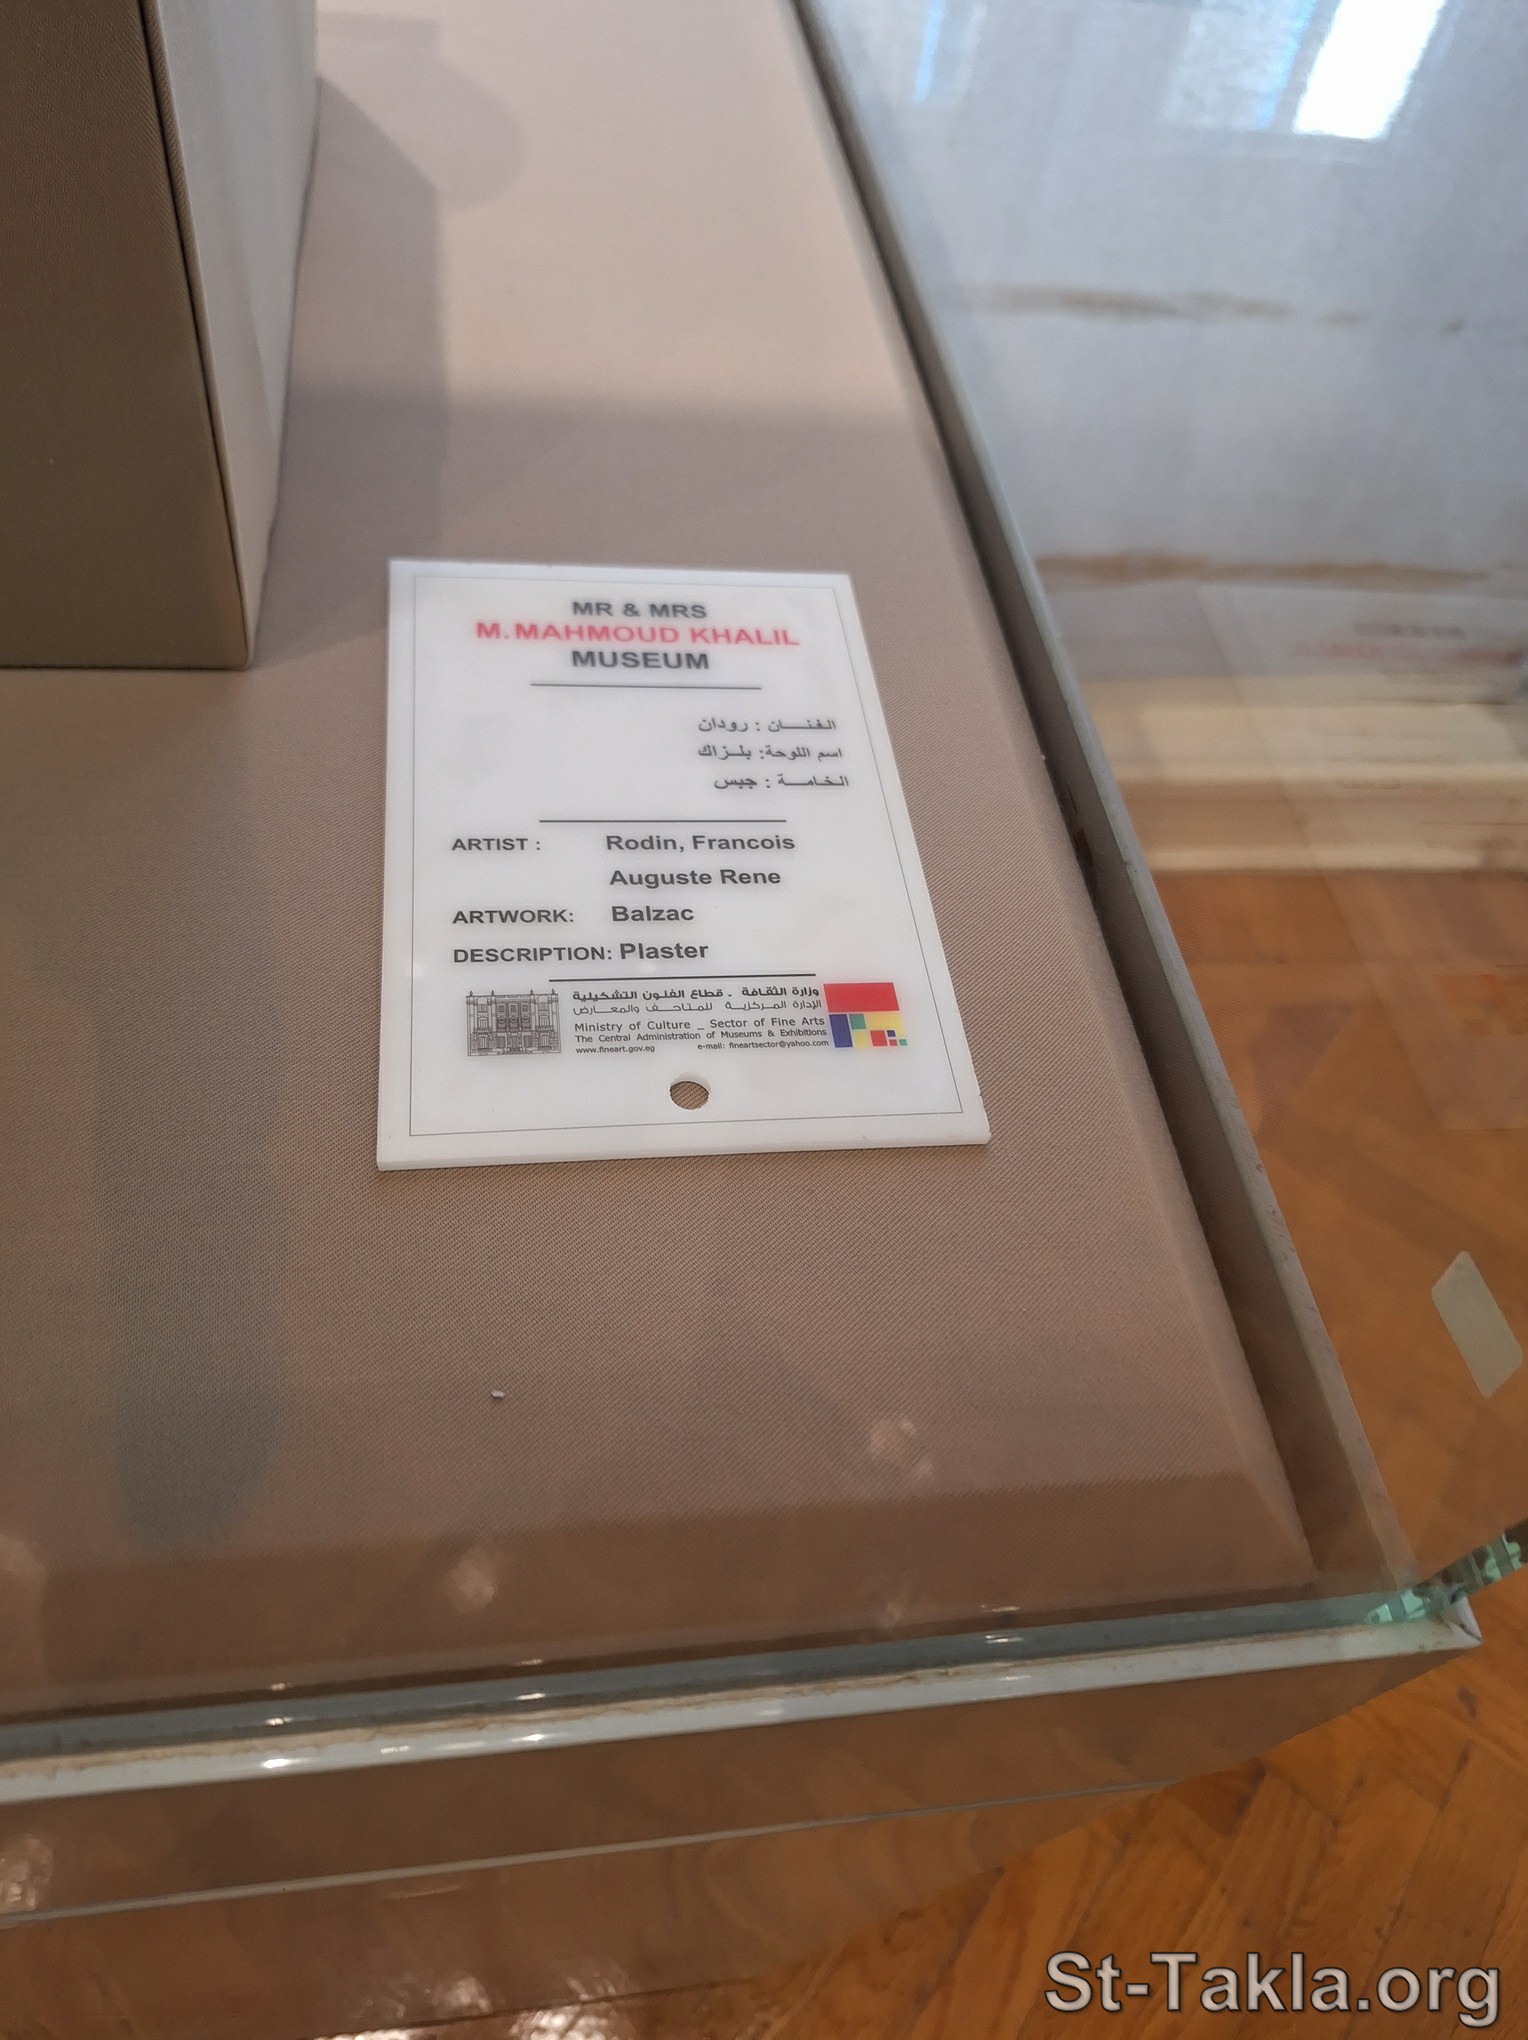 MR & MRS
M.MAHMOUD KHALIL
MUSEUM
الفنـــان : رودان
اسم اللوحة: بلــزاك
الخامـــة : جبس
ARTIST : Rodin, Francois
Auguste Rene
ARTWORK: Balzac
DESCRIPTION: Plaster
وزارة الثقافة . قطاع الفنون التشكيلية
الإدارة المركزية للمتاحف والمعارض
Ministry of Culture _ Sector of Fine Arts
The Central Administration of Museums & Exhibitions
www.fineart.gov.eg e-mail: fineartsector@yahoo.com
St-Takla.org